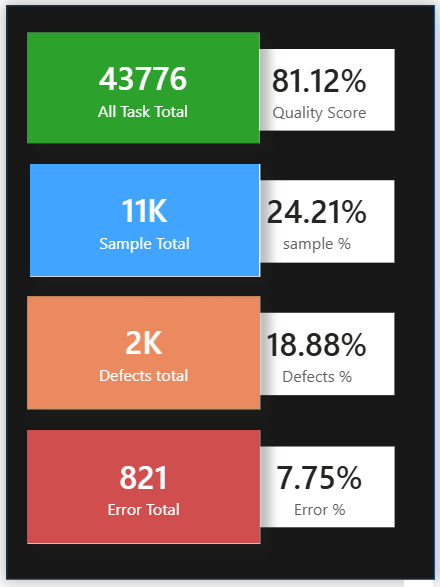 43776
All Task Total
81.12%
Quality Score
11K
Sample Total
24.21%
sample %
2K
Defects total
18.88%
Defects %
821
Error Total
7.75%
Error %